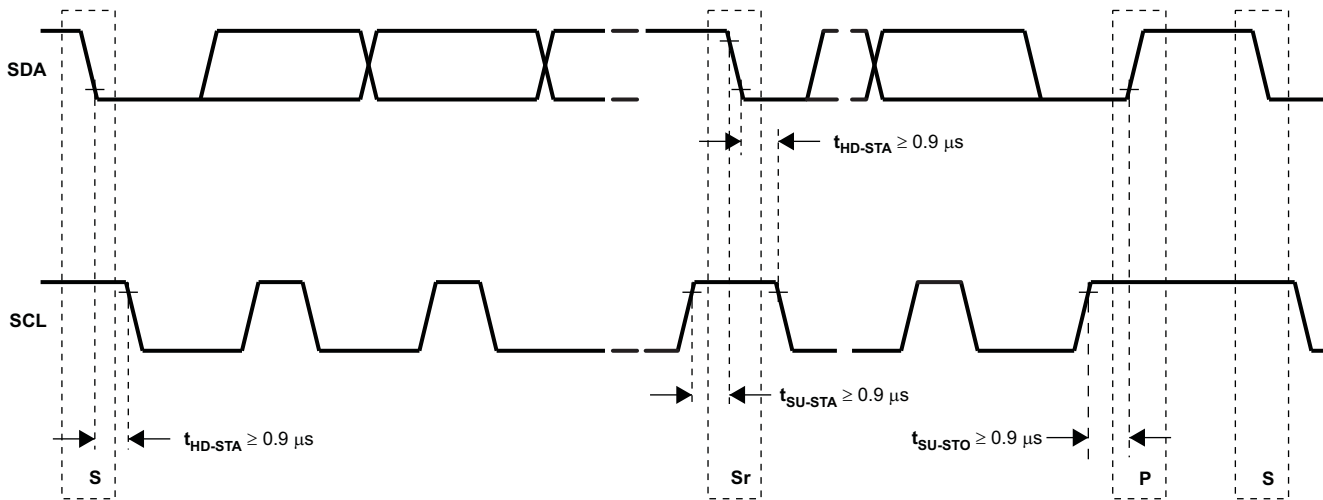 SDA
t_HD-STA ≥ 0.9 μs
SCL
t_SU-STA ≥ 0.9 μs
t_HD-STA ≥ 0.9 μs
t_SU-STO ≥ 0.9 μs
S
Sr
P
S